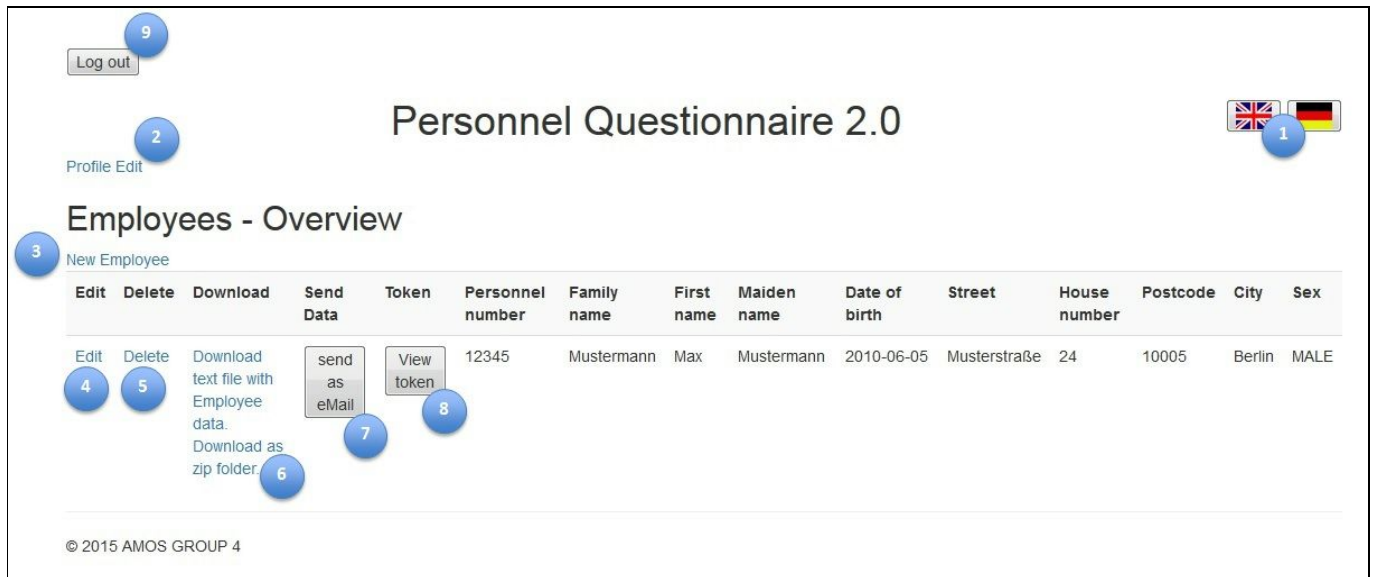 9
Log out
Personnel Questionnaire 2.0
1
2
Profile Edit
Employees - Overview
3
New Employee
Edit Delete Download Send Data Token Personnel number Family name First name Maiden name Date of birth Street House number Postcode City Sex
Edit Delete Download text file with Employee data. Download as zip folder. send as eMail View token 12345 Mustermann Max Mustermann 2010-06-05 Musterstraße 24 10005 Berlin MALE
4 5 6 7 8
© 2015 AMOS GROUP 4